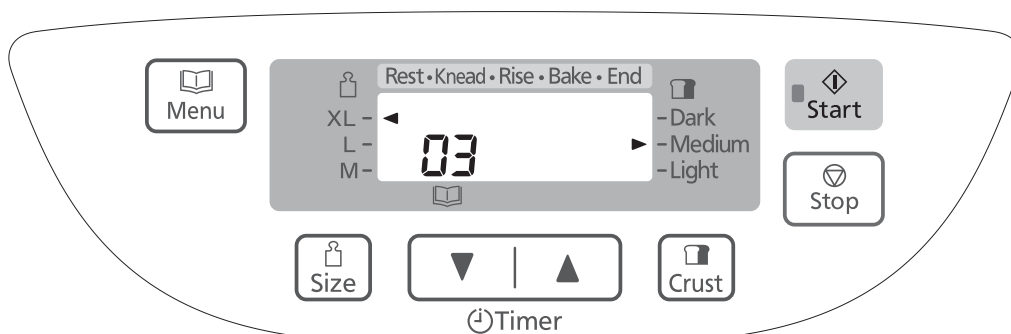 Menu
Rest • Knead • Rise • Bake • End
XL
L
M
03
Dark
Medium
Light
Start
Stop
Size
Timer
Crust